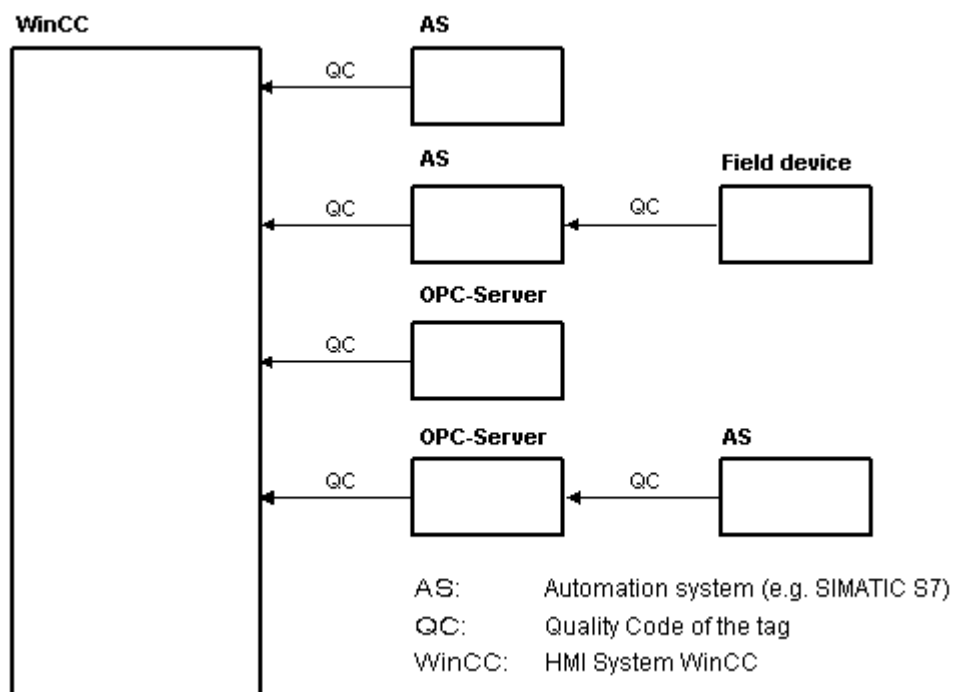 WinCC
AS
QC
AS
Field device
QC
QC
OPC-Server
QC
OPC-Server
AS
QC
QC
AS: Automation system (e.g. SIMATIC S7)
QC: Quality Code of the tag
WinCC: HMI System WinCC